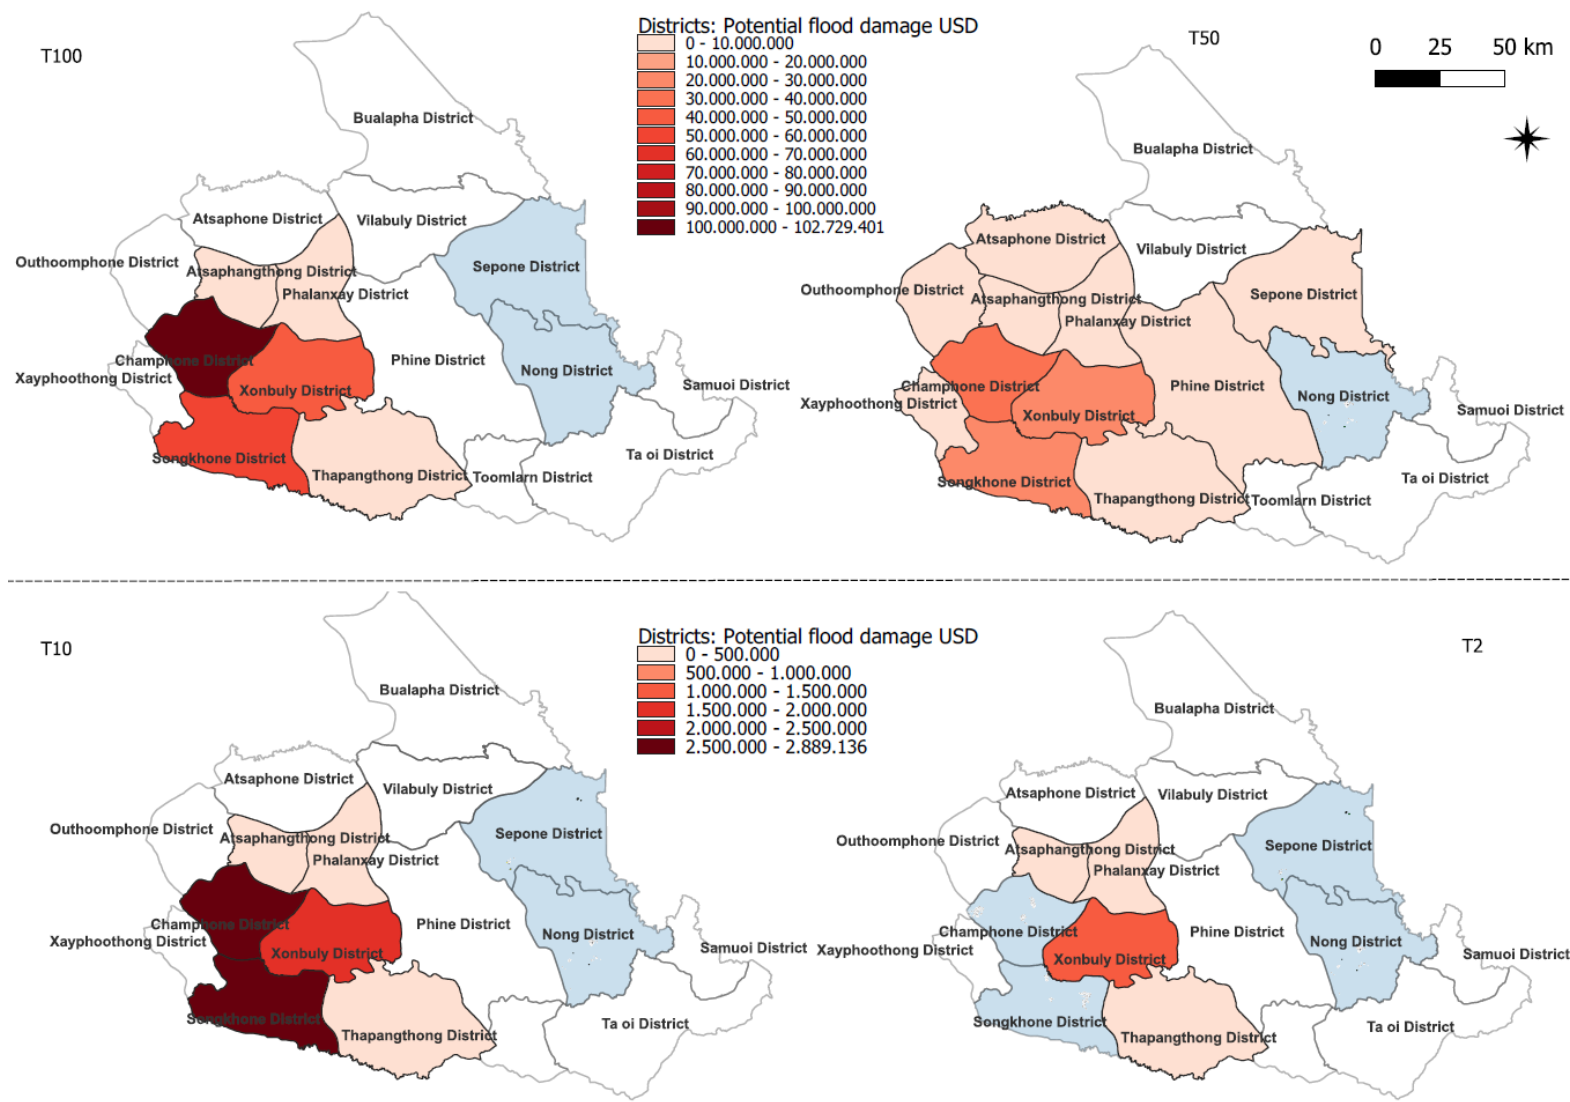 T100
Districts: Potential flood damage USD
0 - 10.000.000
10.000.000 - 20.000.000
20.000.000 - 30.000.000
30.000.000 - 40.000.000
40.000.000 - 50.000.000
50.000.000 - 60.000.000
60.000.000 - 70.000.000
70.000.000 - 80.000.000
80.000.000 - 90.000.000
90.000.000 - 100.000.000
100.000.000 - 102.729.401
Bualapha District
Atsaphone District
Vilabuly District
Outhoomphone District
Atsaphangthong District
Sepone District
Phalanxay District
Champhone District
Phine District
Xayphoothong District
Nong District
Xonbuly District
Samuoi District
Songkhone District
Ta oi District
Thapangthong District
Toomlarn District
T50
0 25 50 km
Bualapha District
Atsaphone District
Vilabuly District
Outhoomphone District
Atsaphangthong District
Sepone District
Phalanxay District
Champhone District
Phine District
Xayphoothong District
Nong District
Xonbuly District
Samuoi District
Songkhone District
Ta oi District
Thapangthong District
Toomlarn District
T10
Districts: Potential flood damage USD
0 - 500.000
500.000 - 1.000.000
1.000.000 - 1.500.000
1.500.000 - 2.000.000
2.000.000 - 2.500.000
2.500.000 - 2.889.136
Bualapha District
Atsaphone District
Vilabuly District
Outhoomphone District
Atsaphangthong District
Sepone District
Phalanxay District
Champhone District
Phine District
Xayphoothong District
Nong District
Xonbuly District
Samuoi District
Songkhone District
Ta oi District
Thapangthong District
T2
Bualapha District
Atsaphone District
Vilabuly District
Outhoomphone District
Atsaphangthong District
Sepone District
Phalanxay District
Champhone District
Phine District
Xayphoothong District
Nong District
Xonbuly District
Samuoi District
Songkhone District
Ta oi District
Thapangthong District